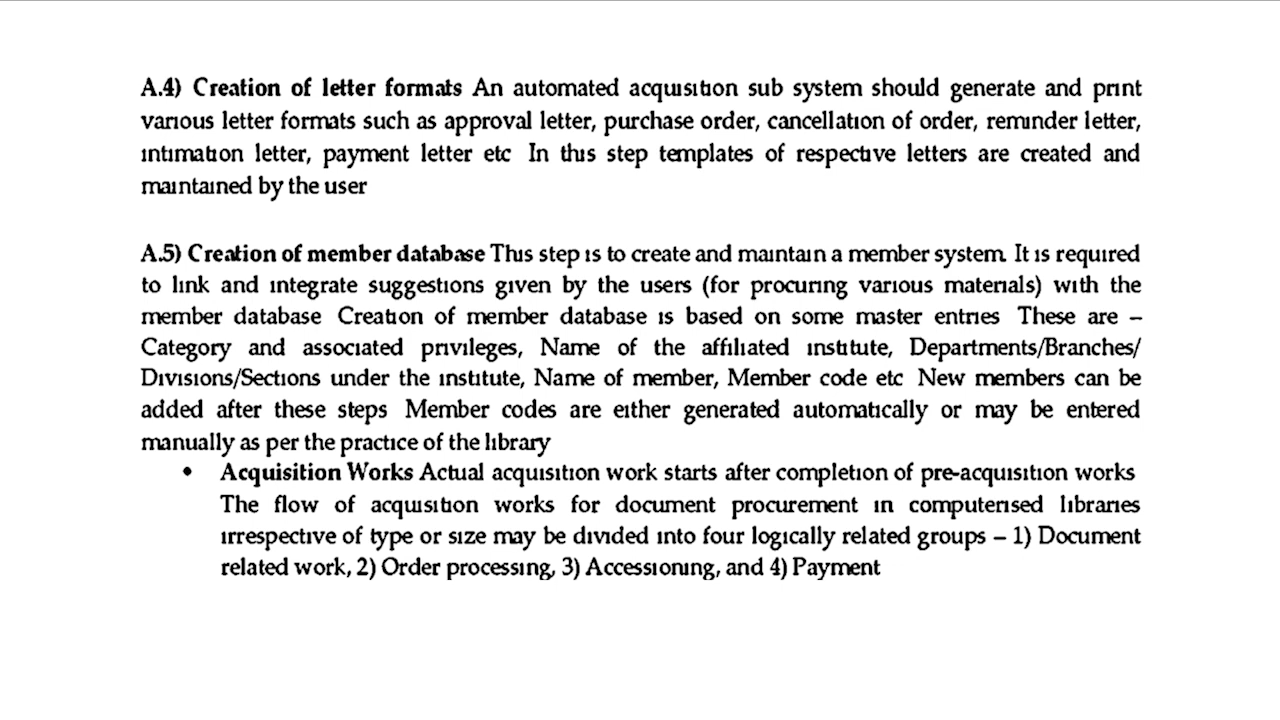 A.4) Creation of letter formats An automated acquisition sub system should generate and print
various letter formats such as approval letter, purchase order, cancellation of order, reminder letter,
intimation letter, payment letter etc In this step templates of respective letters are created and
maintained by the user
A.5) Creation of member database This step is to create and maintain a member system. It is required
to link and integrate suggestions given by the users (for procuring various materials) with the
member database Creation of member database is based on some master entries These are –
Category and associated privileges, Name of the affiliated institute, Departments/Branches/
Divisions/Sections under the institute, Name of member, Member code etc New members can be
added after these steps Member codes are either generated automatically or may be entered
manually as per the practice of the library
• Acquisition Works Actual acquisition work starts after completion of pre-acquisition works
The flow of acquisition works for document procurement in computerised libraries
irrespective of type or size may be divided into four logically related groups – 1) Document
related work, 2) Order processing, 3) Accessioning, and 4) Payment